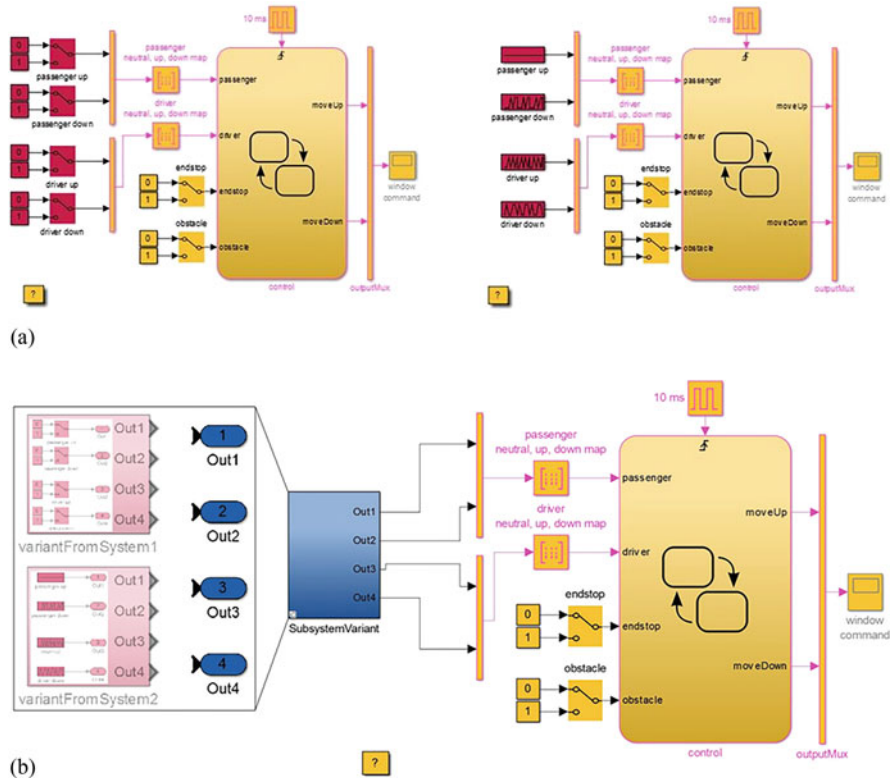 10 ms
0
1
passenger up
0
1
passenger down
0
1
driver up
0
1
driver down
passenger
neutral, up, down map
driver
neutral, up, down map
passenger
driver
endstop
0
1
endstop
obstacle
0
1
obstacle
moveUp
moveDown
window
command
control
outputMux
?
10 ms
passenger up
passenger down
driver up
driver down
passenger
neutral, up, down map
driver
neutral, up, down map
passenger
driver
endstop
0
1
endstop
obstacle
0
1
obstacle
moveUp
moveDown
window
command
control
outputMux
?
(a)
Out1
Out2
Out3
Out4
variantFromSystem1
Out1
Out2
Out3
Out4
variantFromSystem2
1
Out1
2
Out2
3
Out3
4
Out4
Out1
Out2
Out3
Out4
SubsystemVariant
10 ms
passenger
neutral, up, down map
driver
neutral, up, down map
passenger
driver
endstop
0
1
endstop
obstacle
0
1
obstacle
moveUp
moveDown
window
command
control
outputMux
?
(b)